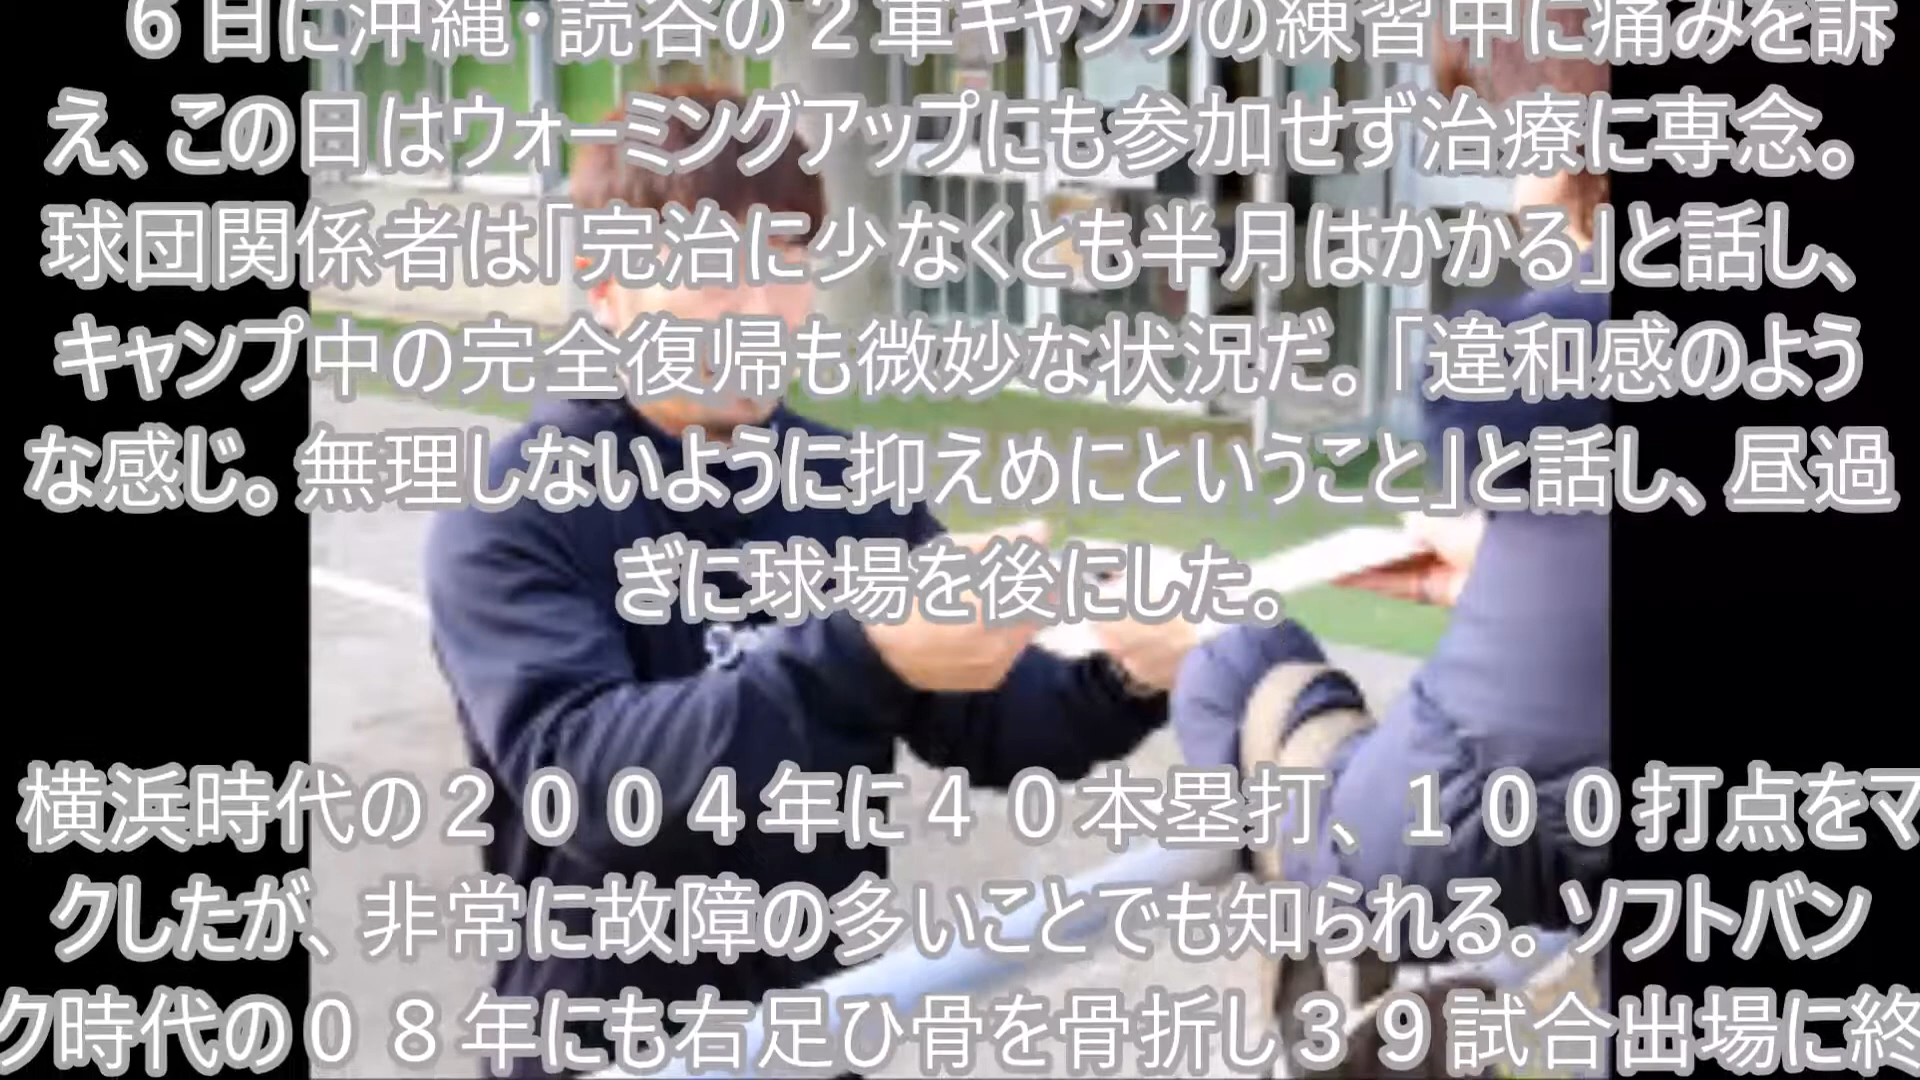 ６日に沖縄・読谷の２軍キャンプの練習中に痛みを訴
え、この日はウォーミングアップにも参加せず治療に専念。
球団関係者は「完治に少なくとも半月はかかる」と話し、
キャンプ中の完全復帰も微妙な状況だ。「違和感のよう
な感じ。無理しないように抑えめにということ」と話し、昼過
ぎに球場を後にした。
横浜時代の２００４年に４０本塁打、１００打点をマ
クしたが、非常に故障の多いことでも知られる。ソフトバン
ク時代の０８年にも右足ひ骨を骨折し３９試合出場に終